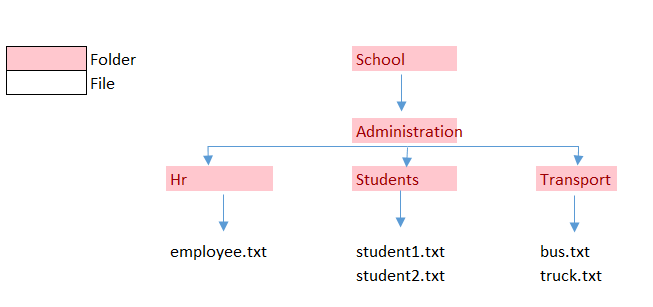 Folder
File
School
Administration
Hr
Students
Transport
employee.txt
student1.txt
student2.txt
bus.txt
truck.txt